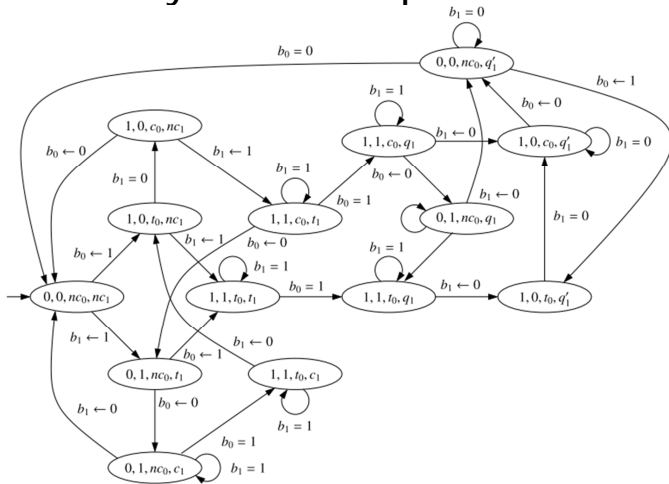 b₁ = 0
b₀ = 0
0, 0, nc₀, q′₁
b₀ ← 1
b₁ = 1
b₀ ← 0
1, 0, c₀, nc₁
1, 1, c₀, q₁
b₁ ← 0
1, 0, c₀, q′₁
b₁ = 0
b₀ ← 0
b₁ ← 1
b₁ = 1
b₀ ← 0
b₁ = 0
b₀ = 1
b₁ ← 0
1, 0, t₀, nc₁
1, 1, c₀, t₁
0, 1, nc₀, q₁
b₁ = 0
b₀ ← 1
b₁ ← 1
b₀ ← 0
b₁ = 1
b₁ = 1
0, 0, nc₀, nc₁
1, 1, t₀, t₁
b₀ = 1
1, 1, t₀, q₁
b₁ ← 0
1, 0, t₀, q′₁
b₁ ← 1
b₀ ← 1
b₁ ← 0
0, 1, nc₀, t₁
1, 1, t₀, c₁
b₁ ← 0
b₀ ← 0
b₁ = 1
b₀ = 1
0, 1, nc₀, c₁
b₁ = 1